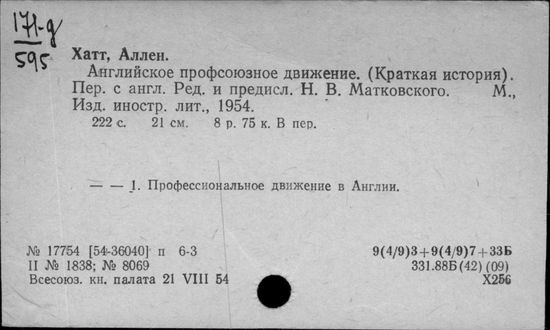 171-д
595
Хатт, Аллен.
Английское профсоюзное движение. (Краткая история).
Пер. с англ. Ред. и предисл. Н. В. Матковского. М.,
Изд. иностр. лит., 1954.
222 с. 21 см. 8 р. 75 к. В пер.
— — 1. Профессиональное движение в Англии.
№ 17754 [54-36040] п 6-3 9(4/9)3+9(4/9)7+33Б
II № 1838; № 8069 331.88Б(42) (09)
Всесоюз. кн. палата 21 VIII 54 Х256